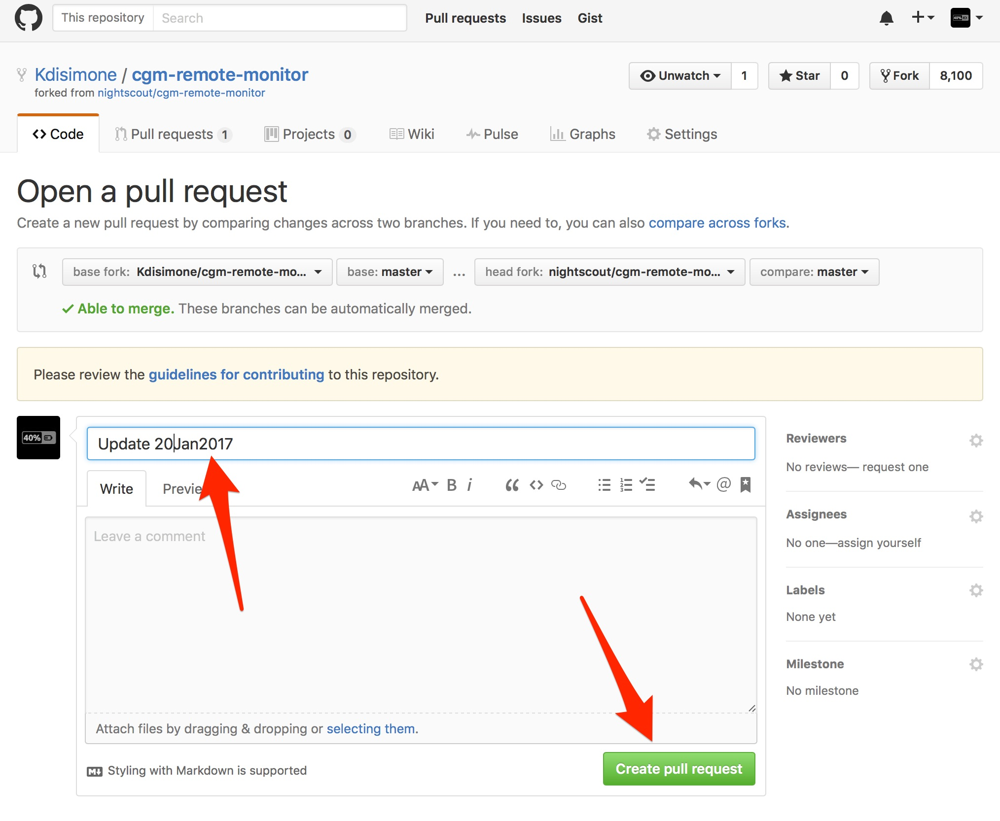 This repository Search Pull requests Issues Gist
40%
Kdisimone / cgm-remote-monitor
Unwatch 1 Star 0 Fork 8,100
forked from nightscout/cgm-remote-monitor
Code Pull requests 1 Projects 0 Wiki Pulse Graphs Settings
Open a pull request
Create a new pull request by comparing changes across two branches. If you need to, you can also compare across forks.
base fork: Kdisimone/cgm-remote-mo... base: master ... head fork: nightscout/cgm-remote-mo... compare: master
Able to merge. These branches can be automatically merged.
Please review the guidelines for contributing to this repository.
40%
Update 20Jan2017
Write Previe
AA B i “ <> 1 2 3 @
Leave a comment
Attach files by dragging & dropping or selecting them.
M Styling with Markdown is supported
Create pull request
Reviewers
No reviews— request one
Assignees
No one—assign yourself
Labels
None yet
Milestone
No milestone